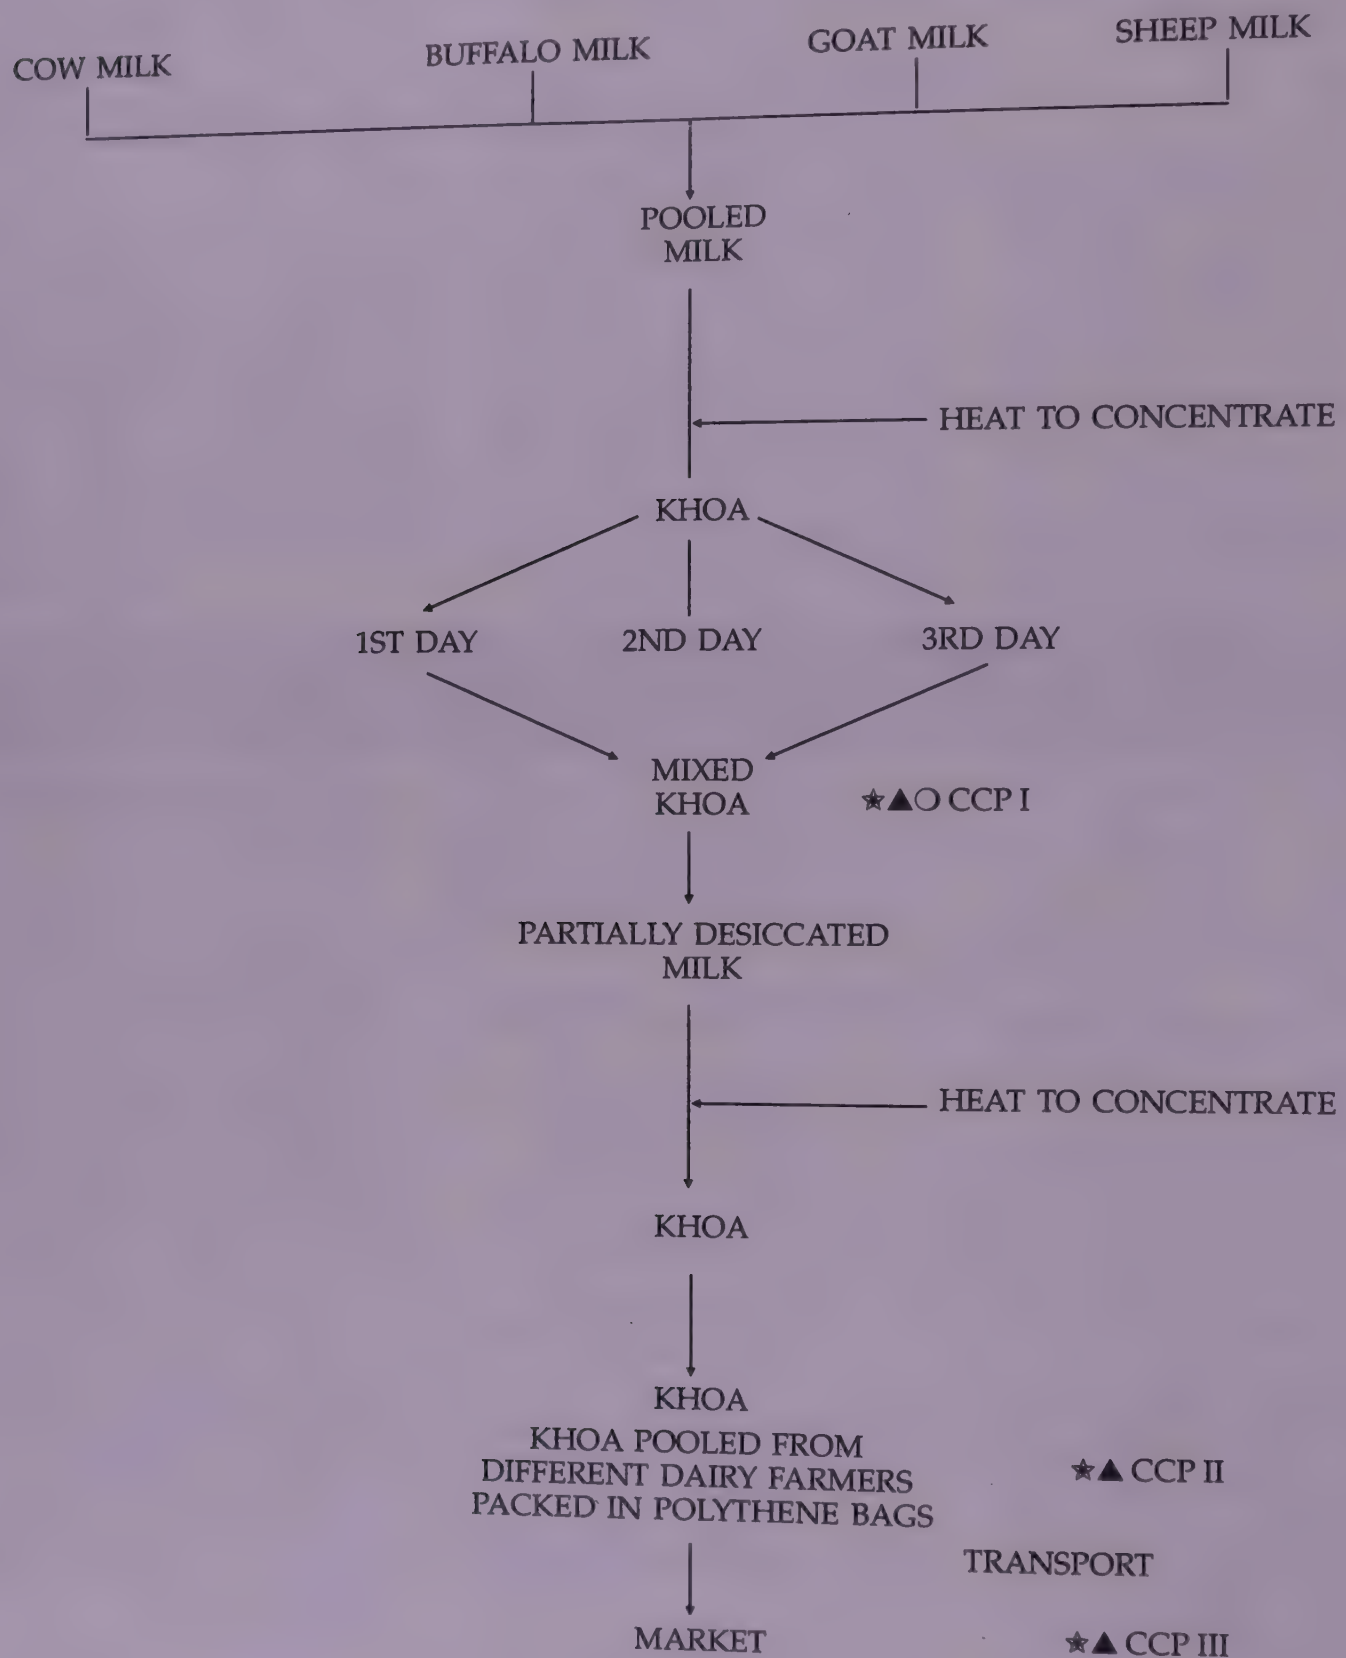 COW MILK
BUFFALO MILK
GOAT MILK
SHEEP MILK
POOLED
MILK
HEAT TO CONCENTRATE
KHOA
1ST DAY
2ND DAY
3RD DAY
MIXED
KHOA
★▲○ CCP I
PARTIALLY DESICCATED
MILK
HEAT TO CONCENTRATE
KHOA
KHOA
KHOA POOLED FROM
DIFFERENT DAIRY FARMERS
PACKED IN POLYTHENE BAGS
★▲ CCP II
TRANSPORT
MARKET
★▲ CCP III